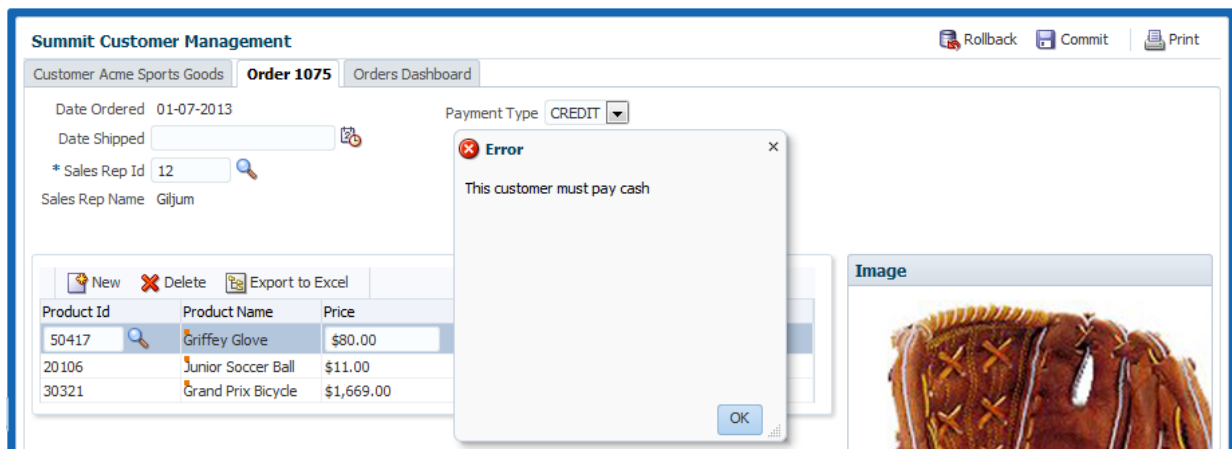 Summit Customer Management
Rollback Commit Print
Customer Acme Sports Goods Order 1075 Orders Dashboard
Date Ordered 01-07-2013
Payment Type CREDIT
Date Shipped
* Sales Rep Id 12
Sales Rep Name Giljum
Error
This customer must pay cash
OK
New Delete Export to Excel
Product Id Product Name Price
50417 Griffey Glove $80.00
20106 Junior Soccer Ball $11.00
30321 Grand Prix Bicycle $1,669.00
Image